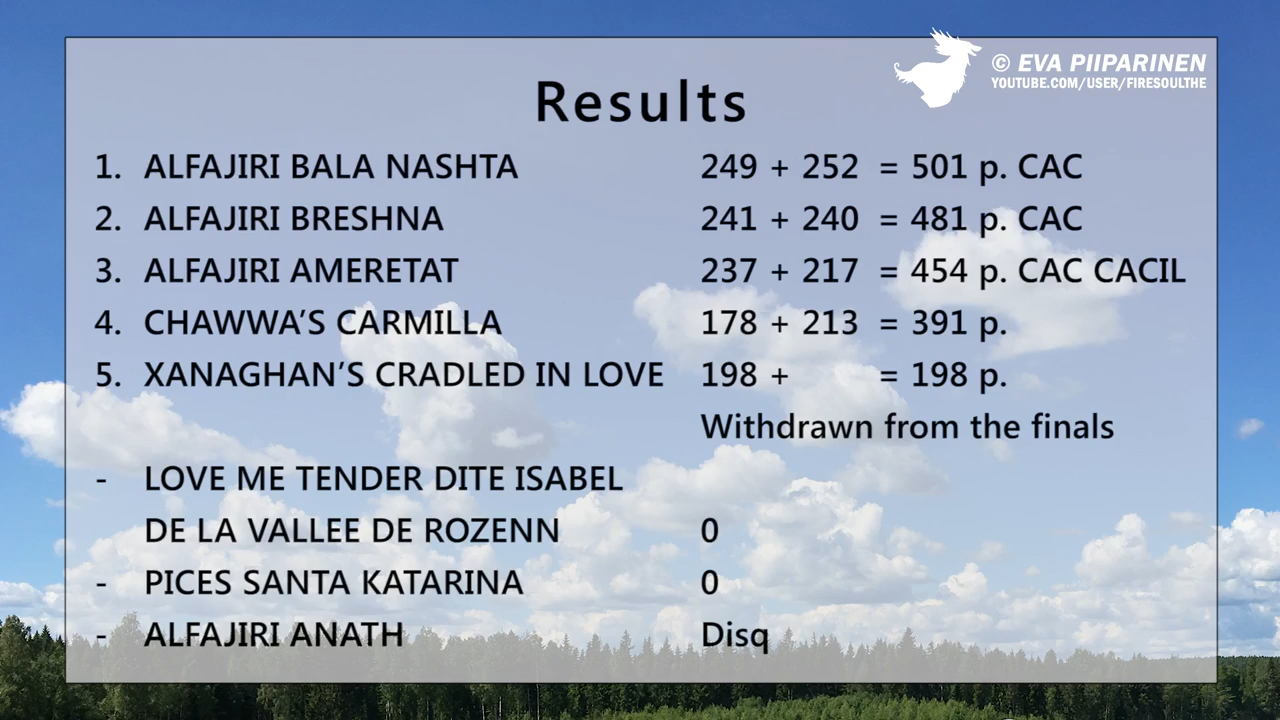 © EVA PIIPARINEN
YOUTUBE.COM/USER/FIRESOULTHE
Results
1. ALFAJIRI BALA NASHTA 249 + 252 = 501 p. CAC
2. ALFAJIRI BRESHNA 241 + 240 = 481 p. CAC
3. ALFAJIRI AMERETAT 237 + 217 = 454 p. CAC CACIL
4. CHAWWA’S CARMILLA 178 + 213 = 391 p.
5. XANAGHAN’S CRADLED IN LOVE 198 + = 198 p.
Withdrawn from the finals
- LOVE ME TENDER DITE ISABEL
DE LA VALLEE DE ROZENN 0
- PICES SANTA KATARINA 0
- ALFAJIRI ANATH Disq